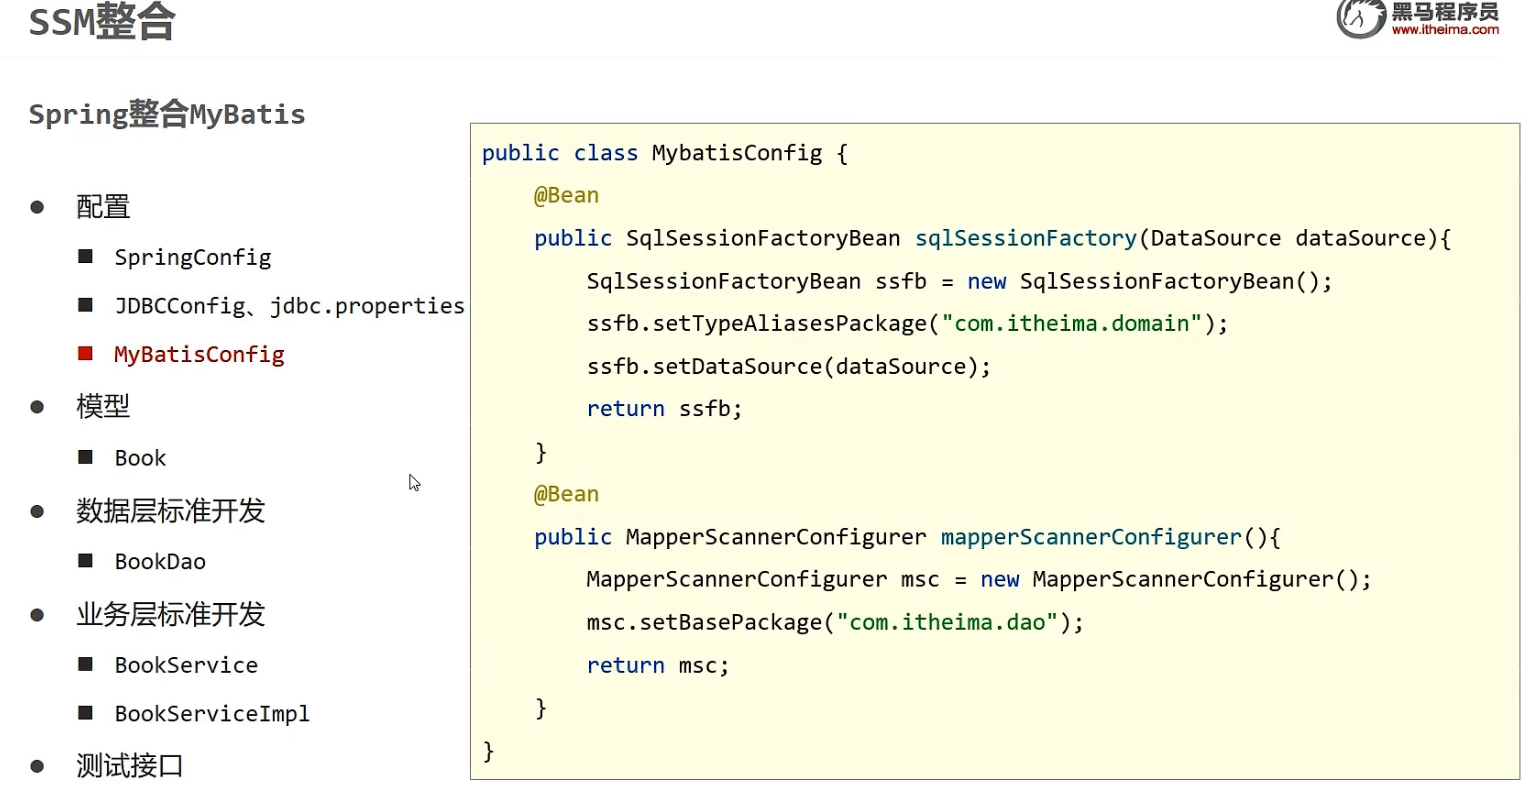 SSM整合
黑马程序员
www.itheima.com
Spring整合MyBatis
● 配置
■ SpringConfig
■ JDBCConfig、jdbc.properties
■ MyBatisConfig
● 模型
■ Book
● 数据层标准开发
■ BookDao
● 业务层标准开发
■ BookService
■ BookServiceImpl
● 测试接口
public class MybatisConfig {
    @Bean
    public SqlSessionFactoryBean sqlSessionFactory(DataSource dataSource){
        SqlSessionFactoryBean ssfb = new SqlSessionFactoryBean();
        ssfb.setTypeAliasesPackage("com.itheima.domain");
        ssfb.setDataSource(dataSource);
        return ssfb;
    }
    @Bean
    public MapperScannerConfigurer mapperScannerConfigurer(){
        MapperScannerConfigurer msc = new MapperScannerConfigurer();
        msc.setBasePackage("com.itheima.dao");
        return msc;
    }
}